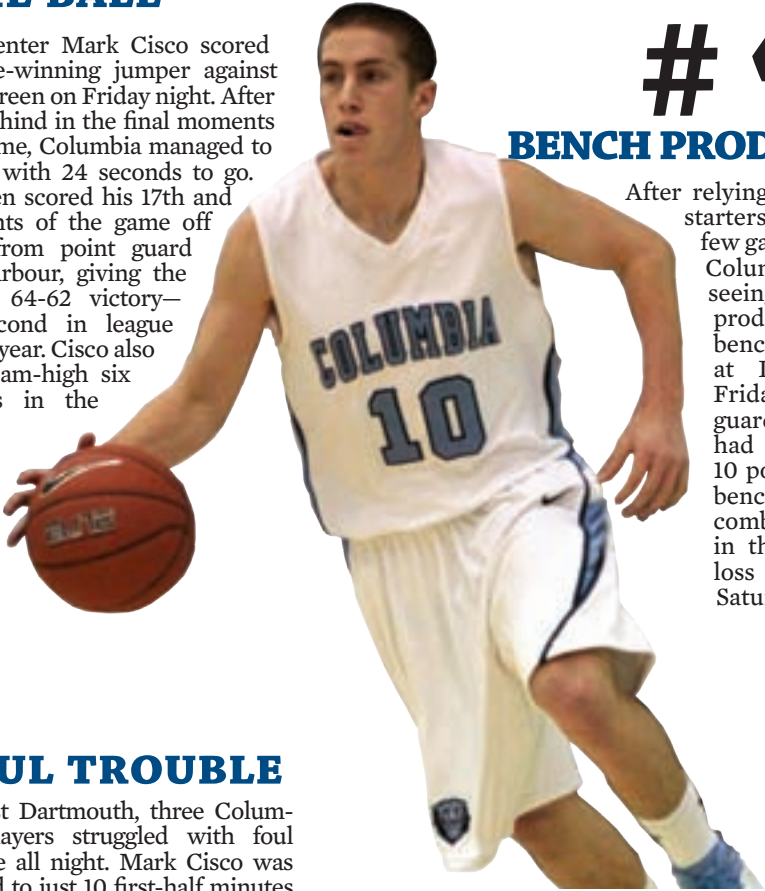 BALL
enter Mark Cisco scored
e-winning jumper against
reen on Friday night. After
hind in the final moments
me, Columbia managed to
with 24 seconds to go.
en scored his 17th and
nts of the game off
from point guard
rbour, giving the
64-62 victory—
cond in league
year. Cisco also
am-high six
s in the
UL TROUBLE
st Dartmouth, three Colum-
ayers struggled with foul
e all night. Mark Cisco was
d to just 10 first-half minutes
COLUMBIA
10
#
BENCH PROD
After relying
starters
few ga
Colum
seeing
prod
benc
at
Frida
guard
had
10 po
benc
comb
in th
loss
Satu